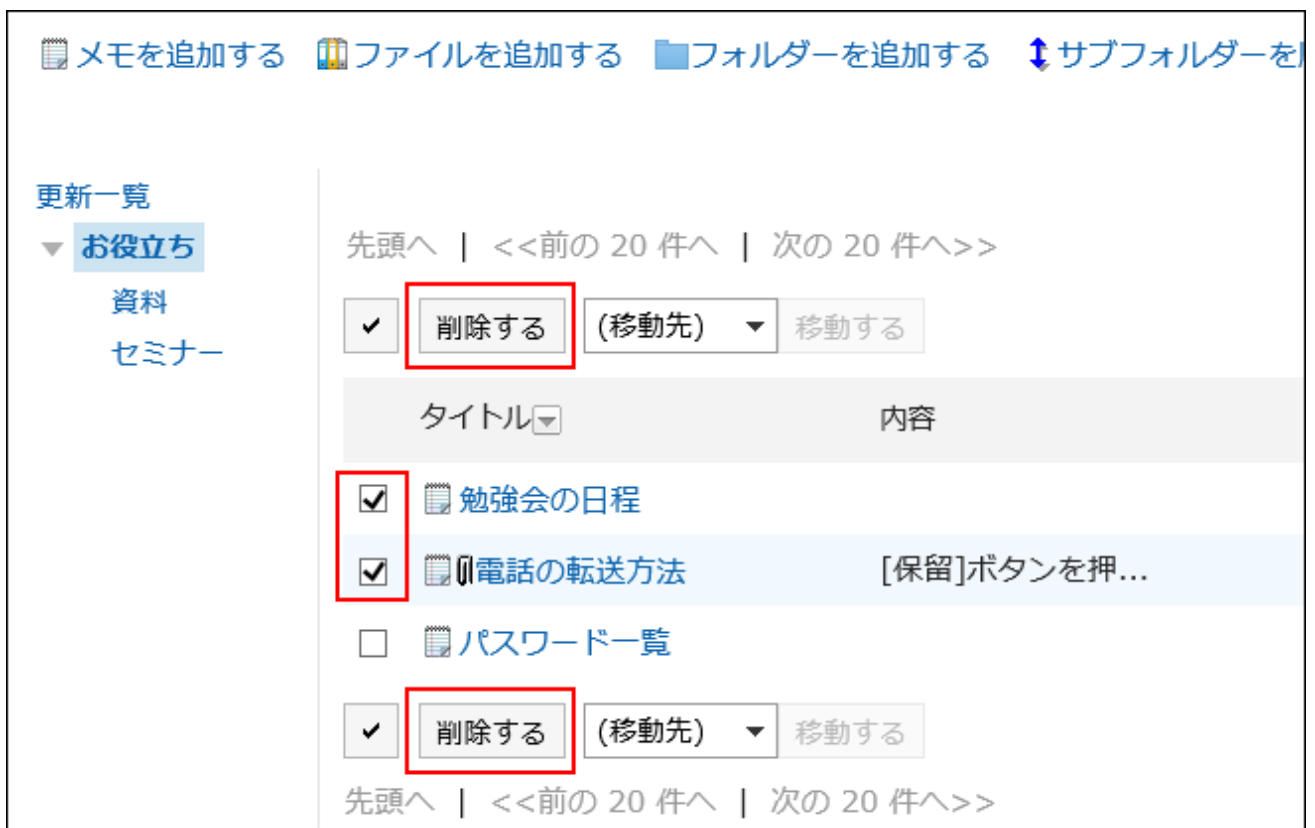 メモを追加する ファイルを追加する フォルダーを追加する サブフォルダーを
更新一覧
お役立ち
資料
セミナー
先頭へ | <<前の 20 件へ | 次の 20 件へ>>
削除する (移動先) 移動する
タイトル 内容
勉強会の日程
電話の転送方法 [保留]ボタンを押...
パスワード一覧
削除する (移動先) 移動する
先頭へ | <<前の 20 件へ | 次の 20 件へ>>